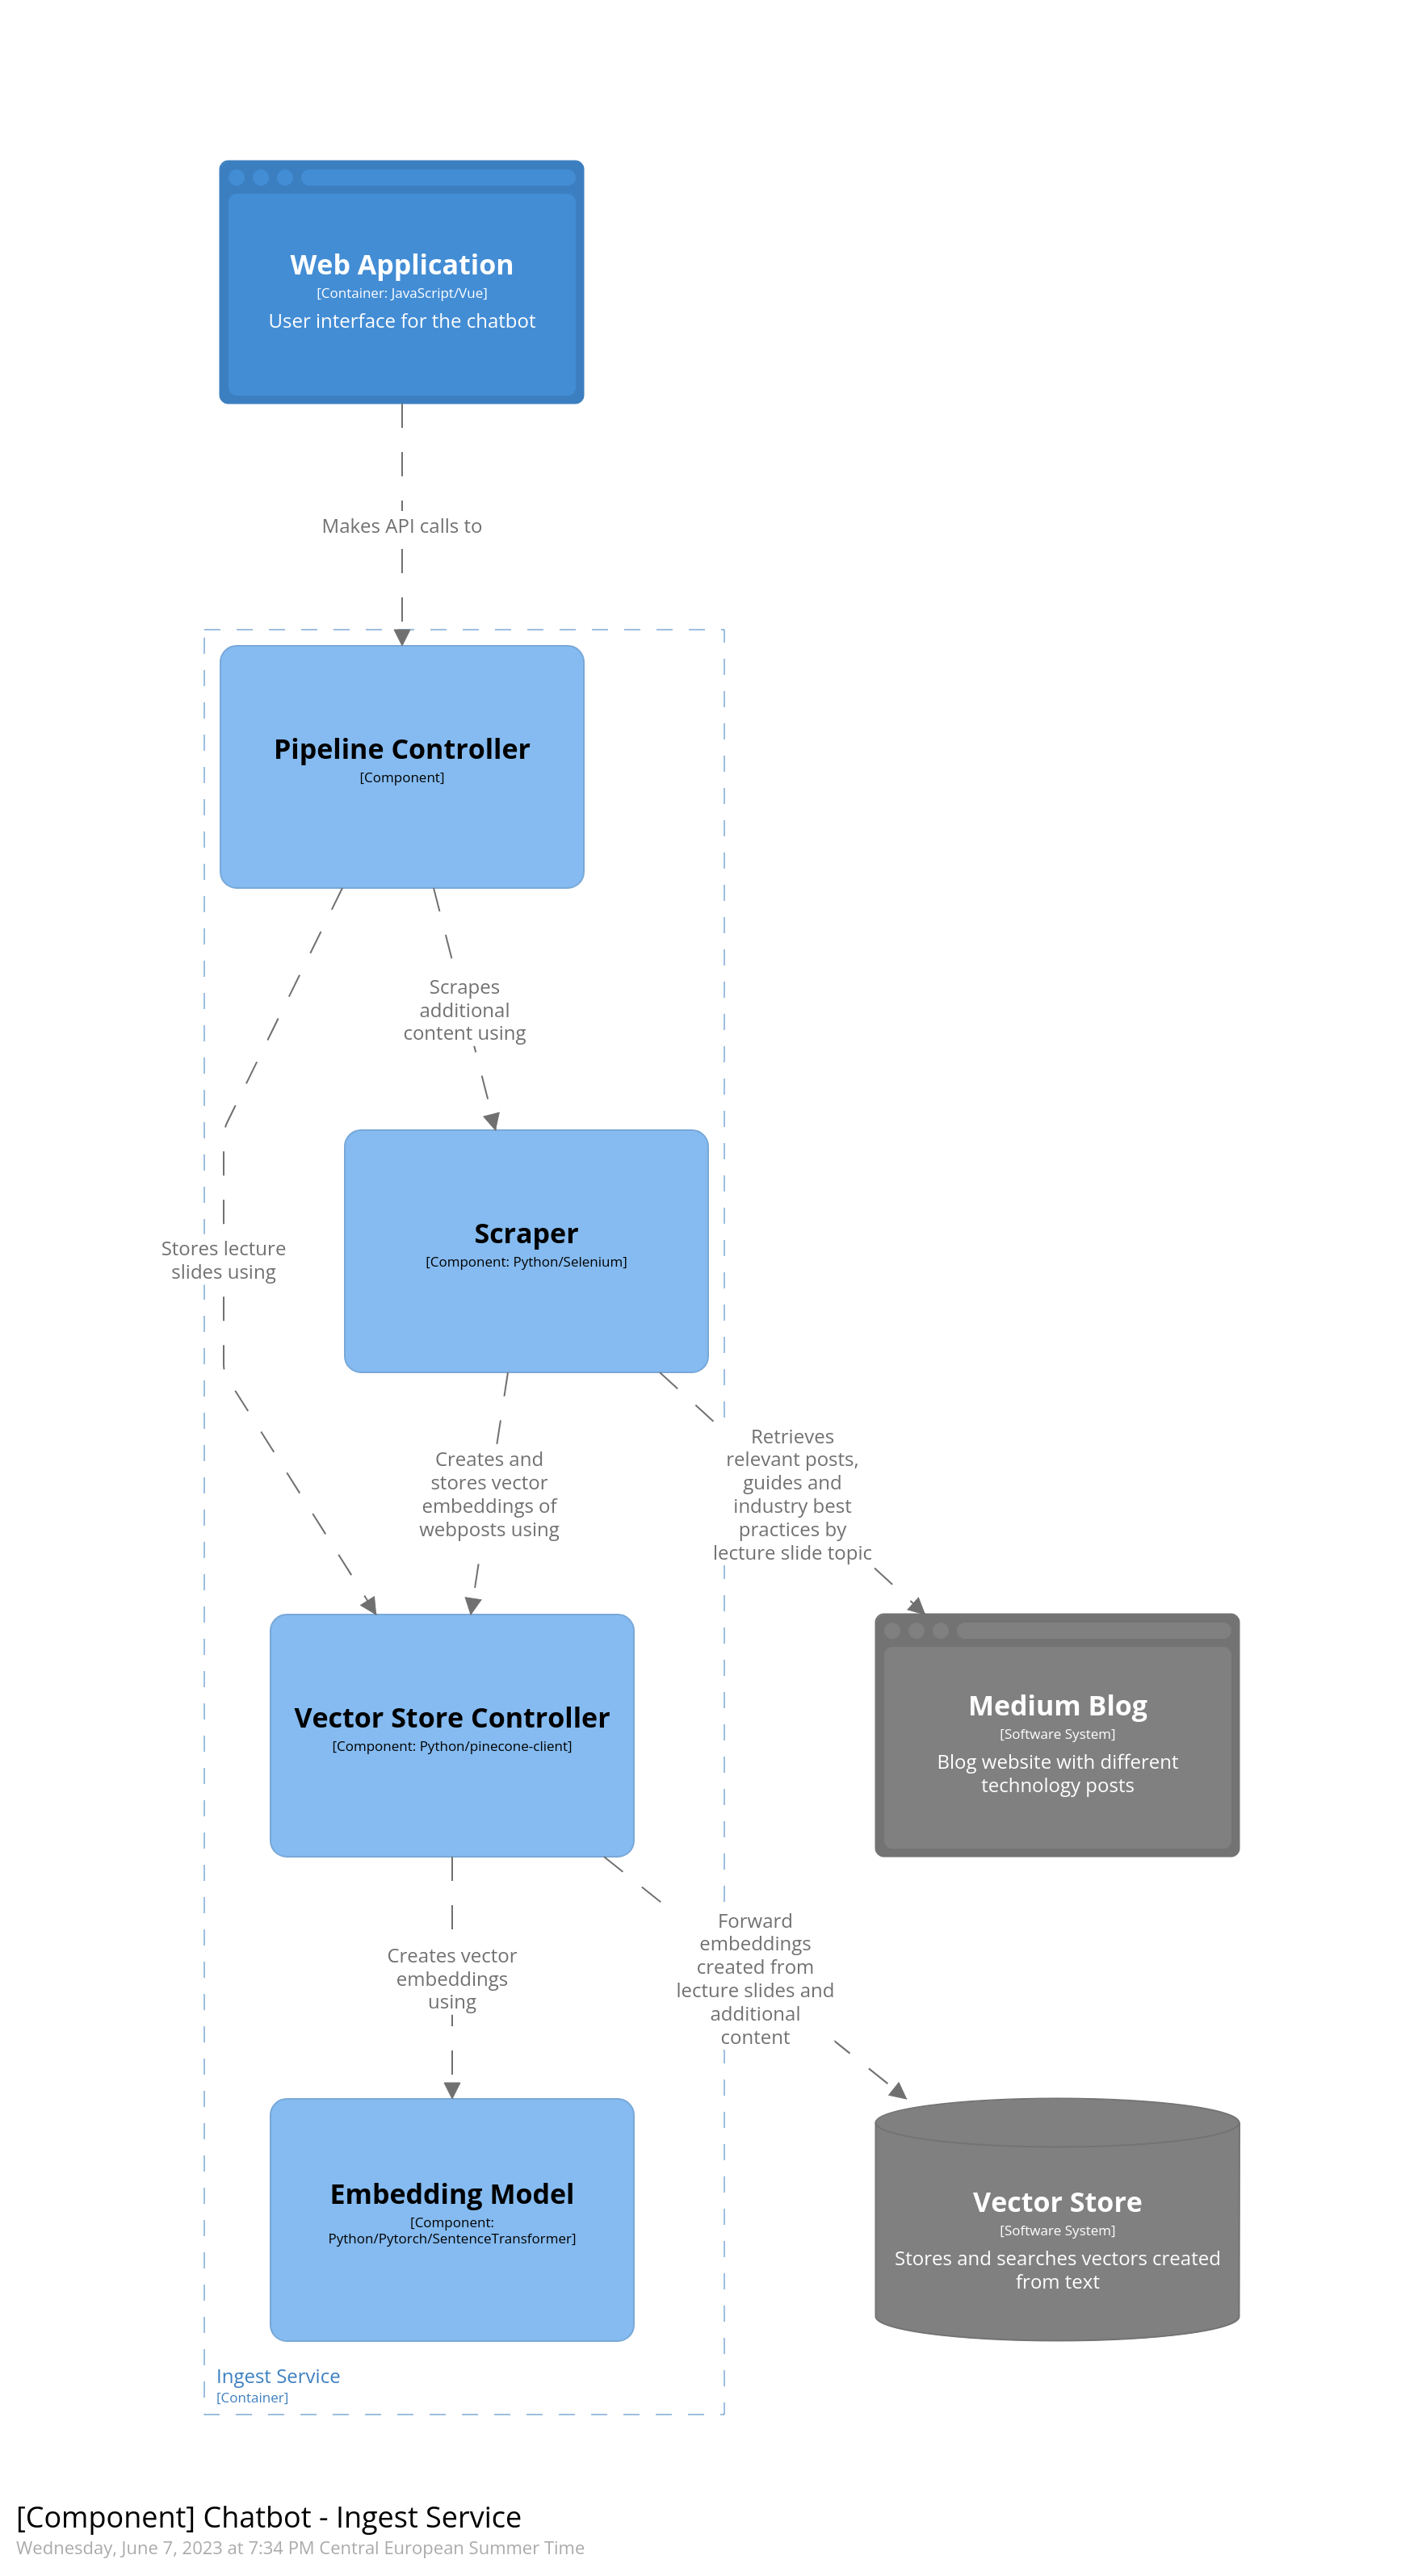 Web Application
[Container: JavaScript/Vue]
User interface for the chatbot
Makes API calls to
Pipeline Controller
[Component]
Scrapes
additional
content using
Scraper
[Component: Python/Selenium]
Stores lecture
slides using
Creates and
stores vector
embeddings of
webposts using
Retrieves
relevant posts,
guides and
industry best
practices by
lecture slide topic
Vector Store Controller
[Component: Python/pinecone-client]
Medium Blog
[Software System]
Blog website with different
technology posts
Creates vector
embeddings
using
Forward
embeddings
created from
lecture slides and
additional
content
Embedding Model
[Component:
Python/Pytorch/SentenceTransformer]
Vector Store
[Software System]
Stores and searches vectors created
from text
Ingest Service
[Container]
[Component] Chatbot - Ingest Service
Wednesday, June 7, 2023 at 7:34 PM Central European Summer Time